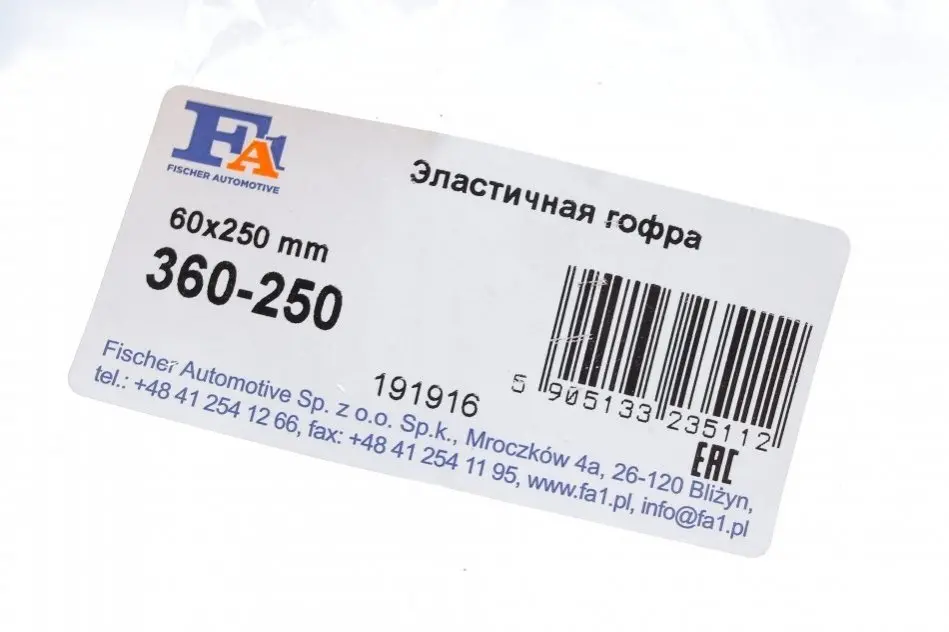 FA1
FISCHER AUTOMOTIVE
Эластичная гофра
60x250 mm
360-250
191916
5 905133 235112
EAC
Fischer Automotive Sp. z o.o. Sp.k., Mroczków 4a, 26-120 Bliżyn,
tel.: +48 41 254 12 66, fax: +48 41 254 11 95, www.fa1.pl, info@fa1.pl